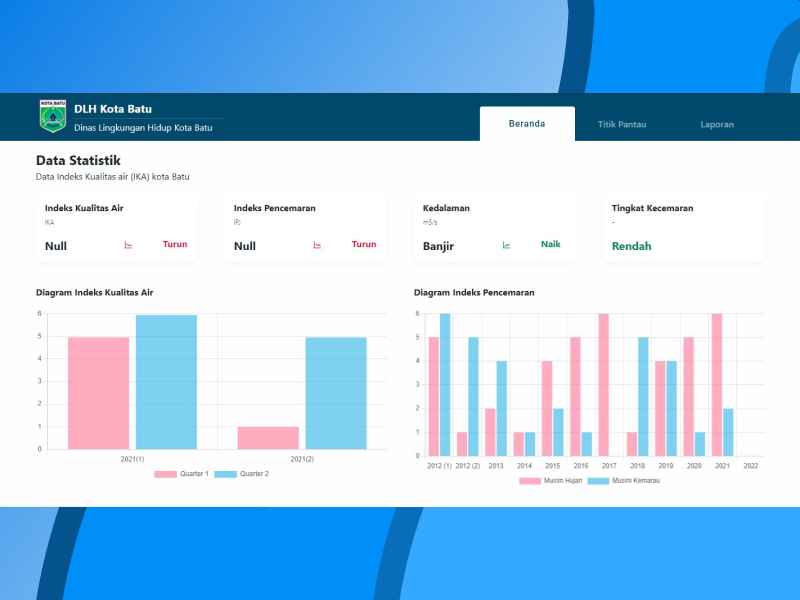 KOTA BATU
DLH Kota Batu
Dinas Lingkungan Hidup Kota Batu
Beranda
Titik Pantau
Laporan
Data Statistik
Data Indeks Kualitas air (IKA) kota Batu
Indeks Kualitas Air
IKA
Null
Turun
Indeks Pencemaran
IPJ
Null
Turun
Kedalaman
m3/s
Banjir
Naik
Tingkat Kecemaran
-
Rendah
Diagram Indeks Kualitas Air
6
5
4
3
2
1
0
2021(1) 2021(2)
Quarter 1 Quarter 2
Diagram Indeks Pencemaran
6
5
4
3
2
1
0
2012 (1) 2012 (2) 2013 2014 2015 2016 2017 2018 2019 2020 2021 2022
Musim Hujan Musim Kemarau